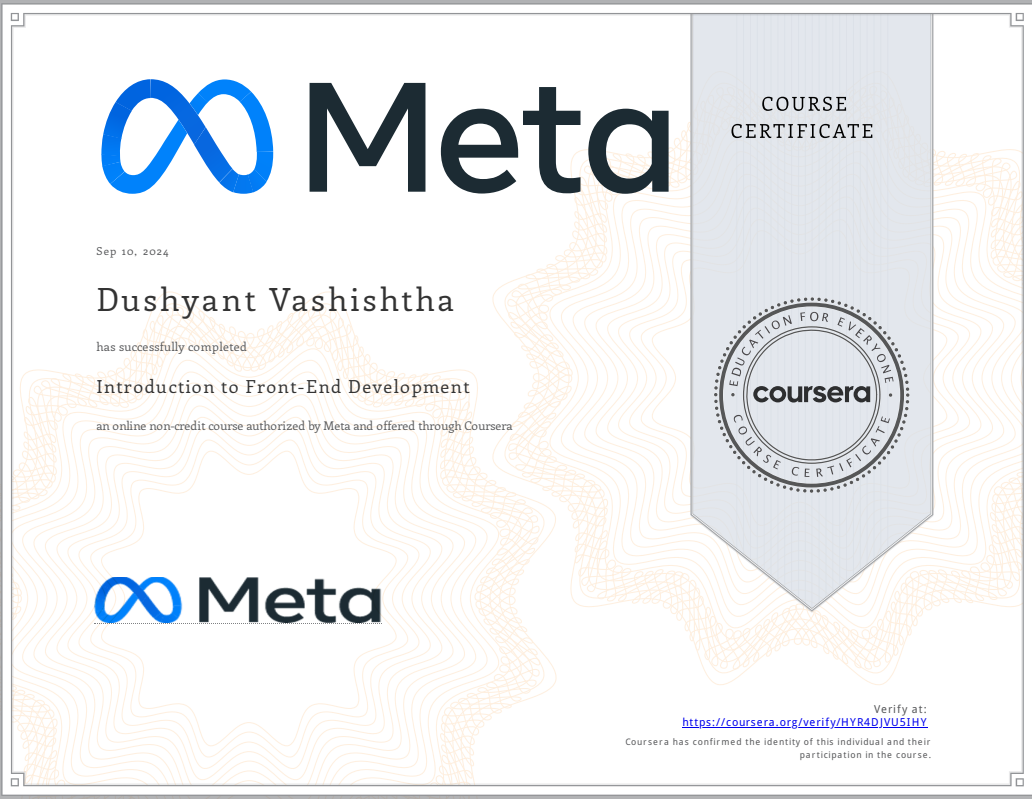 Meta
COURSE
CERTIFICATE
Sep 10, 2024
Dushyant Vashishtha
has successfully completed
Introduction to Front-End Development
an online non-credit course authorized by Meta and offered through Coursera
EDUCATION FOR EVERYONE
coursera
COURSE CERTIFICATE
Meta
Verify at:
https://coursera.org/verify/HYR4DJVU5IHY
Coursera has confirmed the identity of this individual and their
participation in the course.